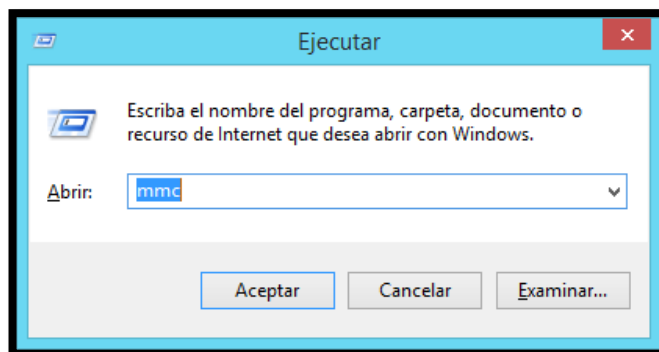 Ejecutar
Escriba el nombre del programa, carpeta, documento o
recurso de Internet que desea abrir con Windows.
Abrir: mmc
Aceptar Cancelar Examinar...